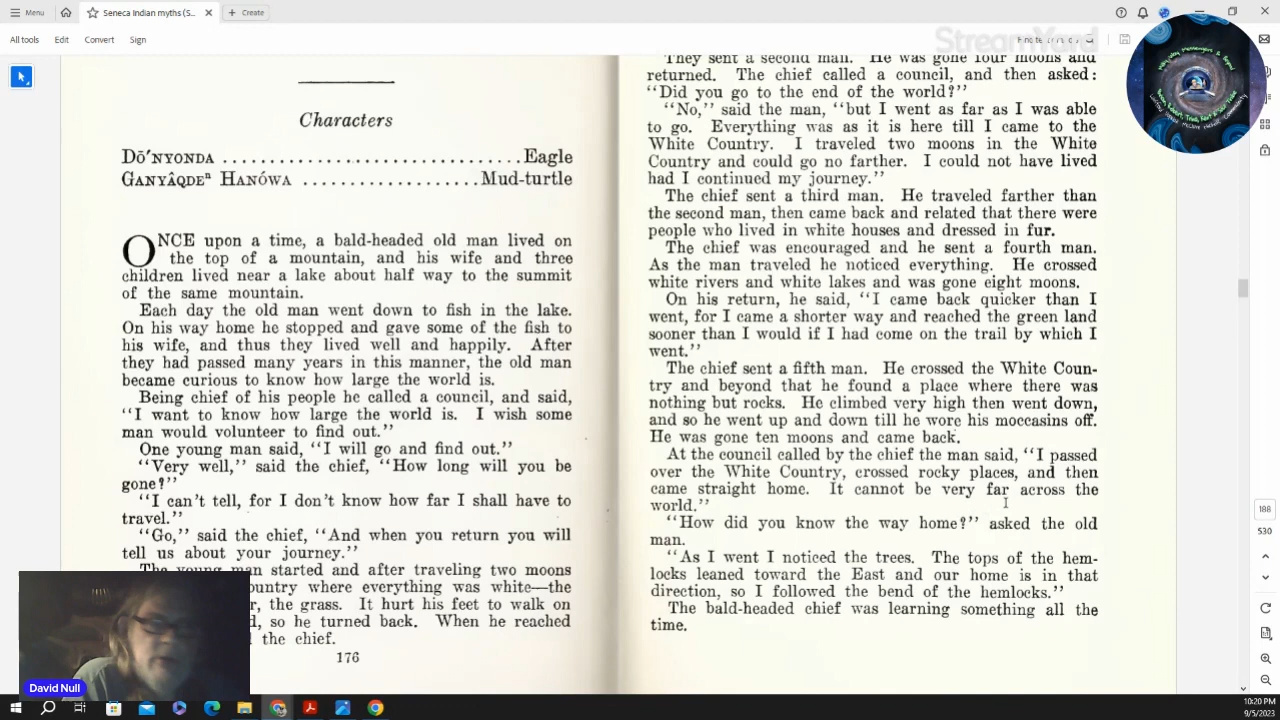 Menu
Seneca Indian myths (S...
Create
All tools
Edit
Convert
Sign
StreamYard
Characters
DŌ'NYONDA ................................Eagle
GANYÂQDEⁿ HANÓWA ...................Mud-turtle
ONCE upon a time, a bald-headed old man lived on
the top of a mountain, and his wife and three
children lived near a lake about half way to the summit
of the same mountain.
Each day the old man went down to fish in the lake.
On his way home he stopped and gave some of the fish to
his wife, and thus they lived well and happily. After
they had passed many years in this manner, the old man
became curious to know how large the world is.
Being chief of his people he called a council, and said,
“I want to know how large the world is. I wish some
man would volunteer to find out.”
One young man said, “I will go and find out.”
“Very well,” said the chief, “How long will you be
gone?”
“I can't tell, for I don't know how far I shall have to
travel.”
“Go,” said the chief, “And when you return you will
tell us about your journey.”
The young man started and after traveling two moons
ountry where everything was white—the
r, the grass. It hurt his feet to walk on
d, so he turned back. When he reached
the chief.
176
They sent a second man. He was gone four moons and
returned. The chief called a council, and then asked:
“Did you go to the end of the world?”
“No,” said the man, “but I went as far as I was able
to go. Everything was as it is here till I came to the
White Country. I traveled two moons in the White
Country and could go no farther. I could not have lived
had I continued my journey.”
The chief sent a third man. He traveled farther than
the second man, then came back and related that there were
people who lived in white houses and dressed in fur.
The chief was encouraged and he sent a fourth man.
As the man traveled he noticed everything. He crossed
white rivers and white lakes and was gone eight moons.
On his return, he said, “I came back quicker than I
went, for I came a shorter way and reached the green land
sooner than I would if I had come on the trail by which I
went.”
The chief sent a fifth man. He crossed the White Coun-
try and beyond that he found a place where there was
nothing but rocks. He climbed very high then went down,
and so he went up and down till he wore his moccasins off.
He was gone ten moons and came back.
At the council called by the chief the man said, “I passed
over the White Country, crossed rocky places, and then
came straight home. It cannot be very far across the
world.”
“How did you know the way home?” asked the old
man.
“As I went I noticed the trees. The tops of the hem-
locks leaned toward the East and our home is in that
direction, so I followed the bend of the hemlocks.”
The bald-headed chief was learning something all the
time.
188
530
David Null
10:20 PM
9/5/2023